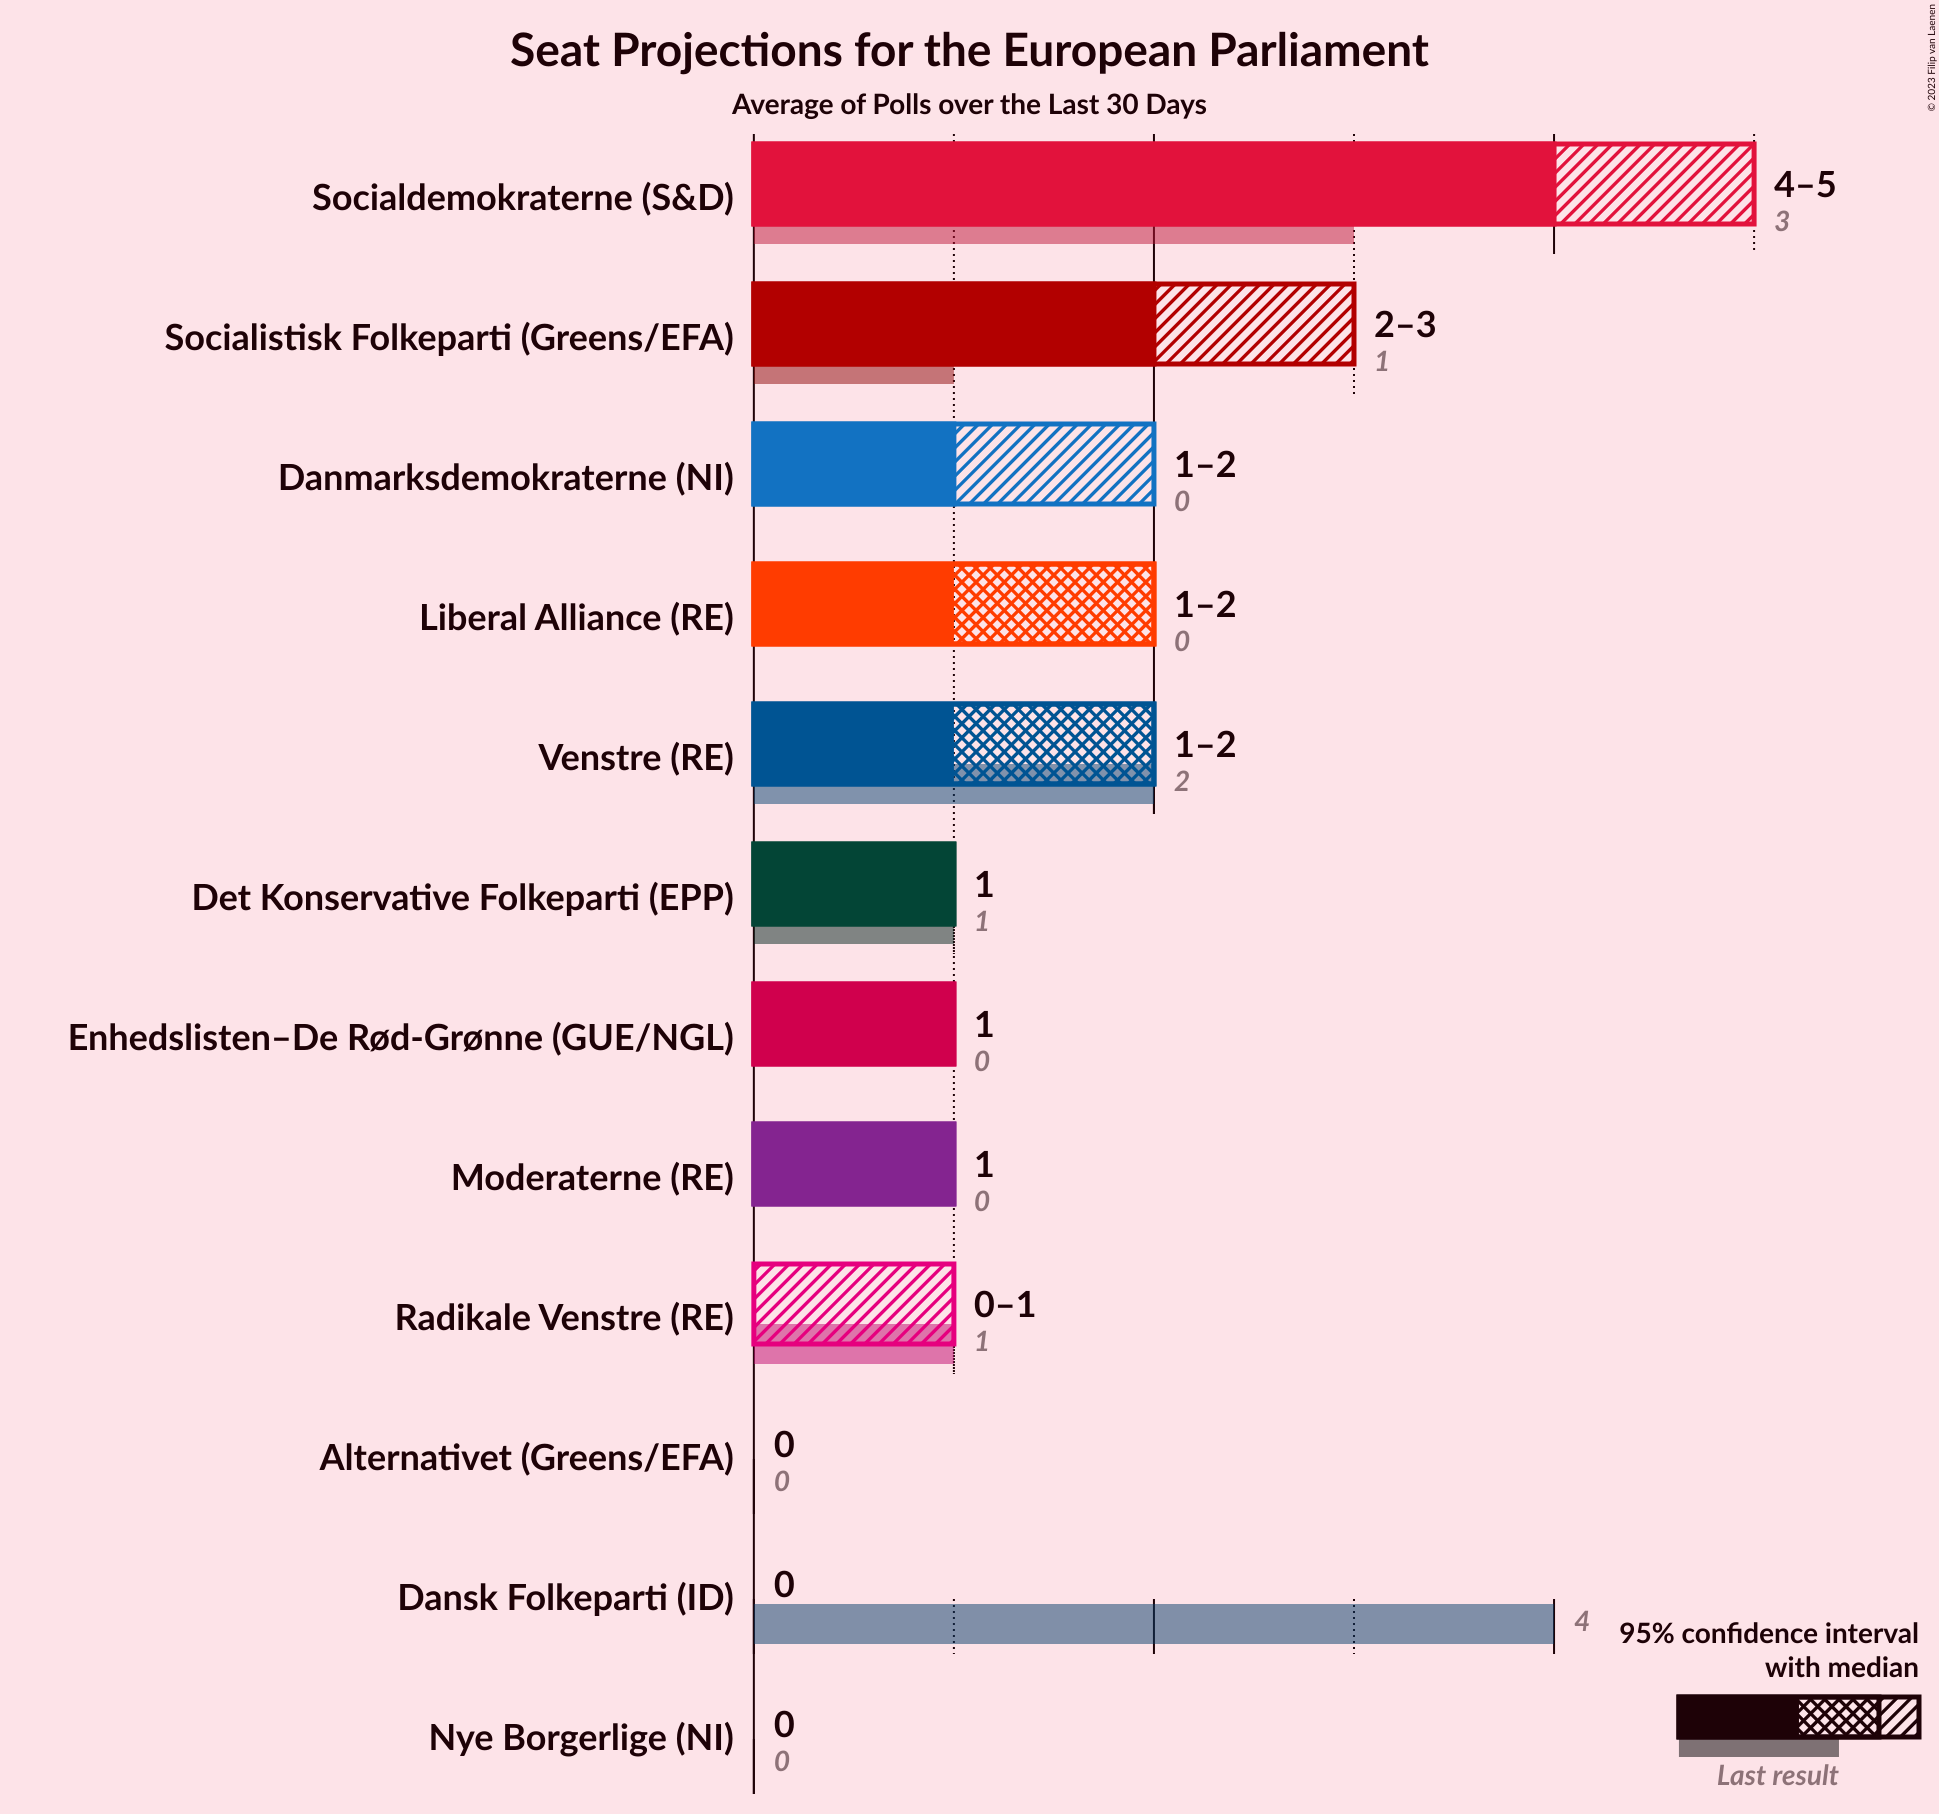 Seat Projections for the European Parliament
Average of Polls over the Last 30 Days
© 2023 Filip van Laenen
Socialdemokraterne (S&D)
4–5
3
Socialistisk Folkeparti (Greens/EFA)
2–3
1
Danmarksdemokraterne (NI)
1–2
0
Liberal Alliance (RE)
1–2
0
Venstre (RE)
1–2
2
Det Konservative Folkeparti (EPP)
1
1
Enhedslisten–De Rød-Grønne (GUE/NGL)
1
0
Moderaterne (RE)
1
0
Radikale Venstre (RE)
0–1
1
Alternativet (Greens/EFA)
0
0
Dansk Folkeparti (ID)
0
4
Nye Borgerlige (NI)
0
0
95% confidence interval
with median
Last result